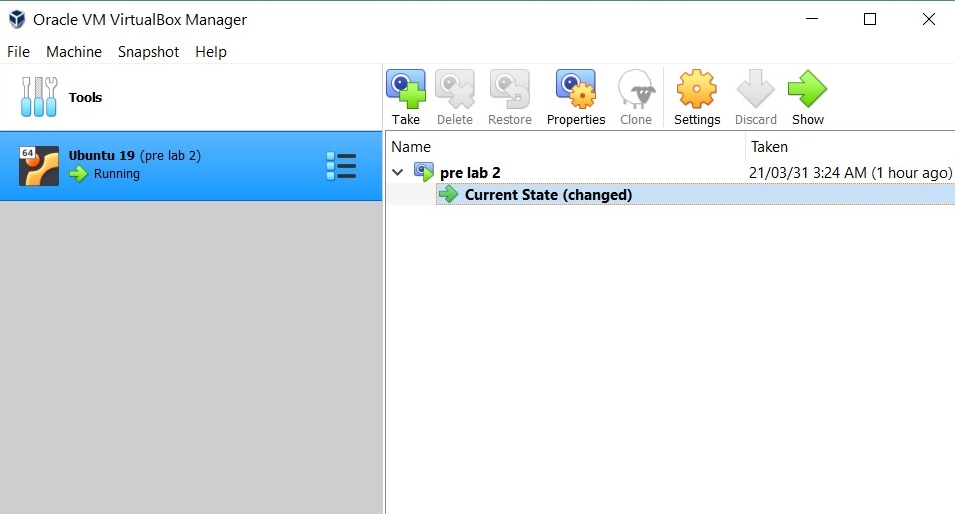 Oracle VM VirtualBox Manager
File Machine Snapshot Help
Tools
64
Ubuntu 19 (pre lab 2)
Running
Take Delete Restore Properties Clone Settings Discard Show
Name Taken
pre lab 2 21/03/31 3:24 AM (1 hour ago)
Current State (changed)